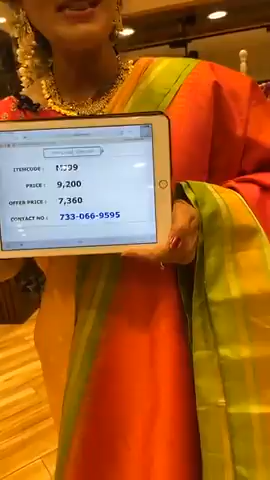 ITEMCODE :
PRICE : 9,200
OFFER PRICE : 7,360
CONTACT NO : 733-066-9595